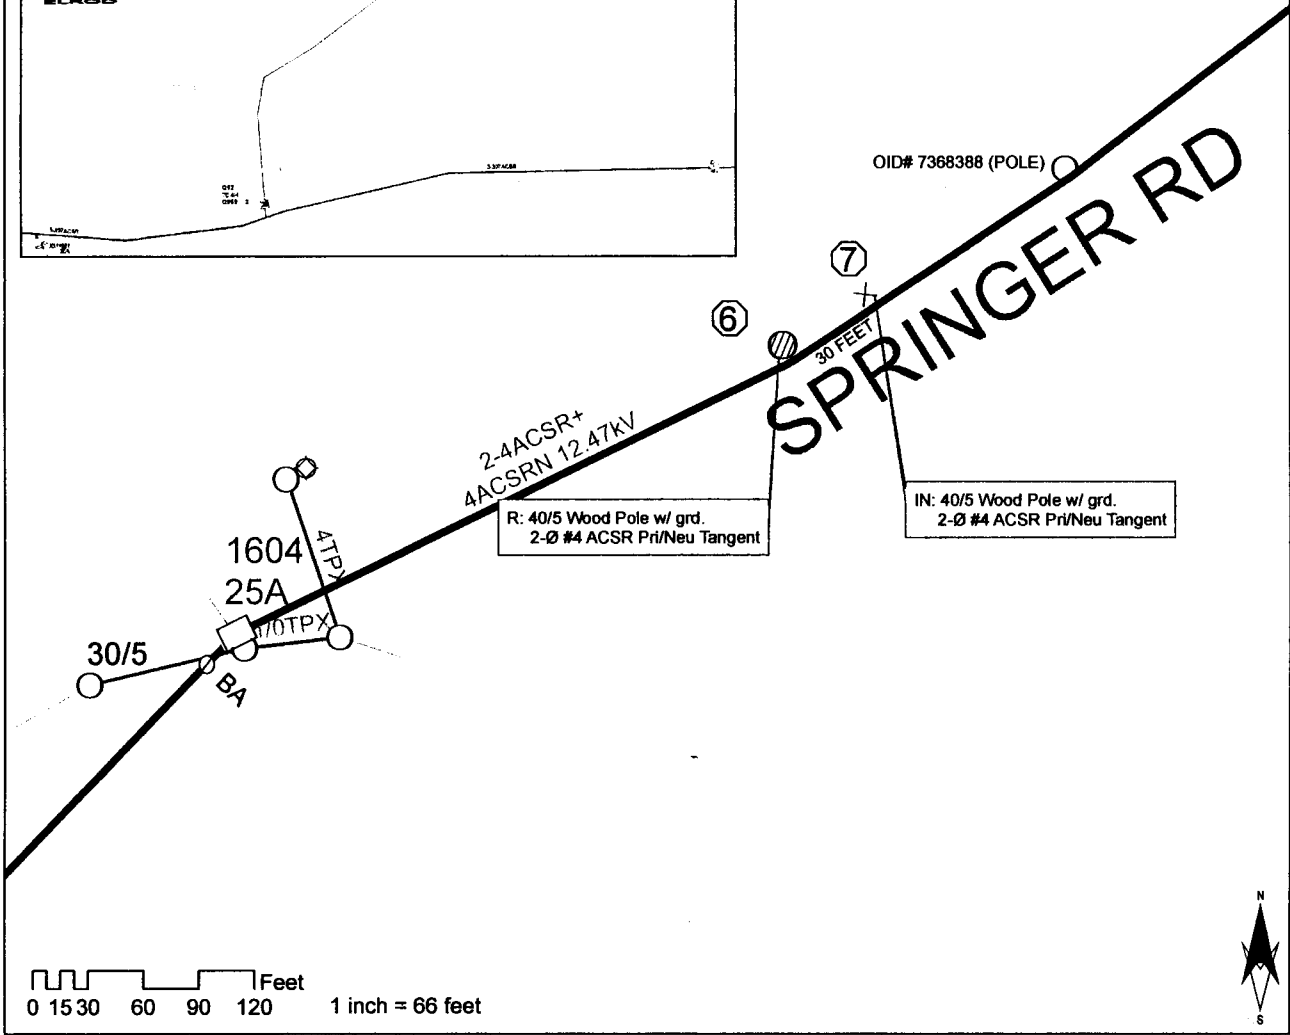 OID# 7368388 (POLE)
SPRINGER RD
7
6
30 FEET
2-4ACSR+
4ACSRN 12.47kV
R: 40/5 Wood Pole w/ grd.
2-Ø #4 ACSR Pri/Neu Tangent
IN: 40/5 Wood Pole w/ grd.
2-Ø #4 ACSR Pri/Neu Tangent
4TPX
1604
25A
1/0TPX
30/5
BA
Feet
0 15 30 60 90 120
1 inch = 66 feet
N
S